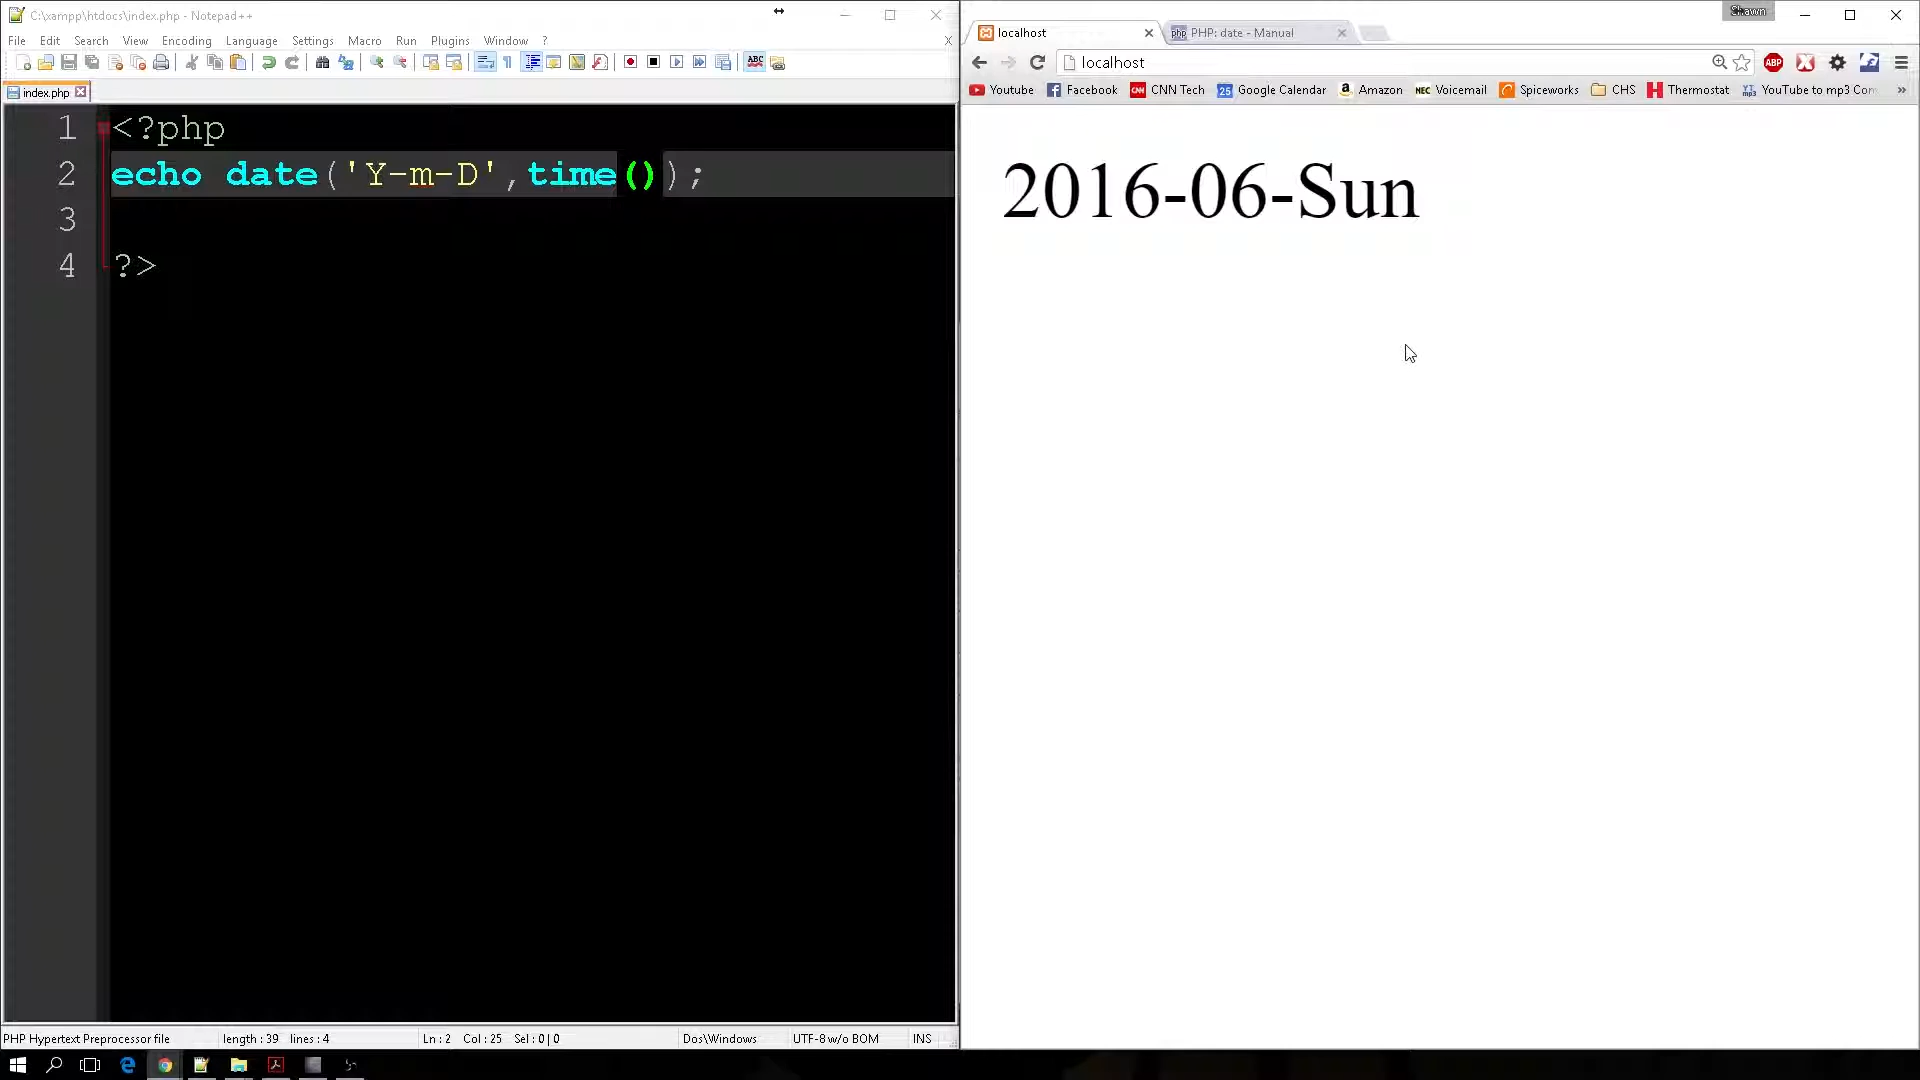 C:\xampp\htdocs\index.php - Notepad++
File Edit Search View Encoding Language Settings Macro Run Plugins Window ? X
index.php
1 <?php
2 echo date('Y-m-D',time());
3
4 ?>
PHP Hypertext Preprocessor file length : 39 lines : 4 Ln : 2 Col : 25 Sel : 0 | 0 Dos\Windows UTF-8 w/o BOM INS
Shawn
localhost PHP: date - Manual
localhost
Youtube Facebook CNN Tech Google Calendar Amazon Voicemail Spiceworks CHS Thermostat YouTube to mp3 Con »
2016-06-Sun